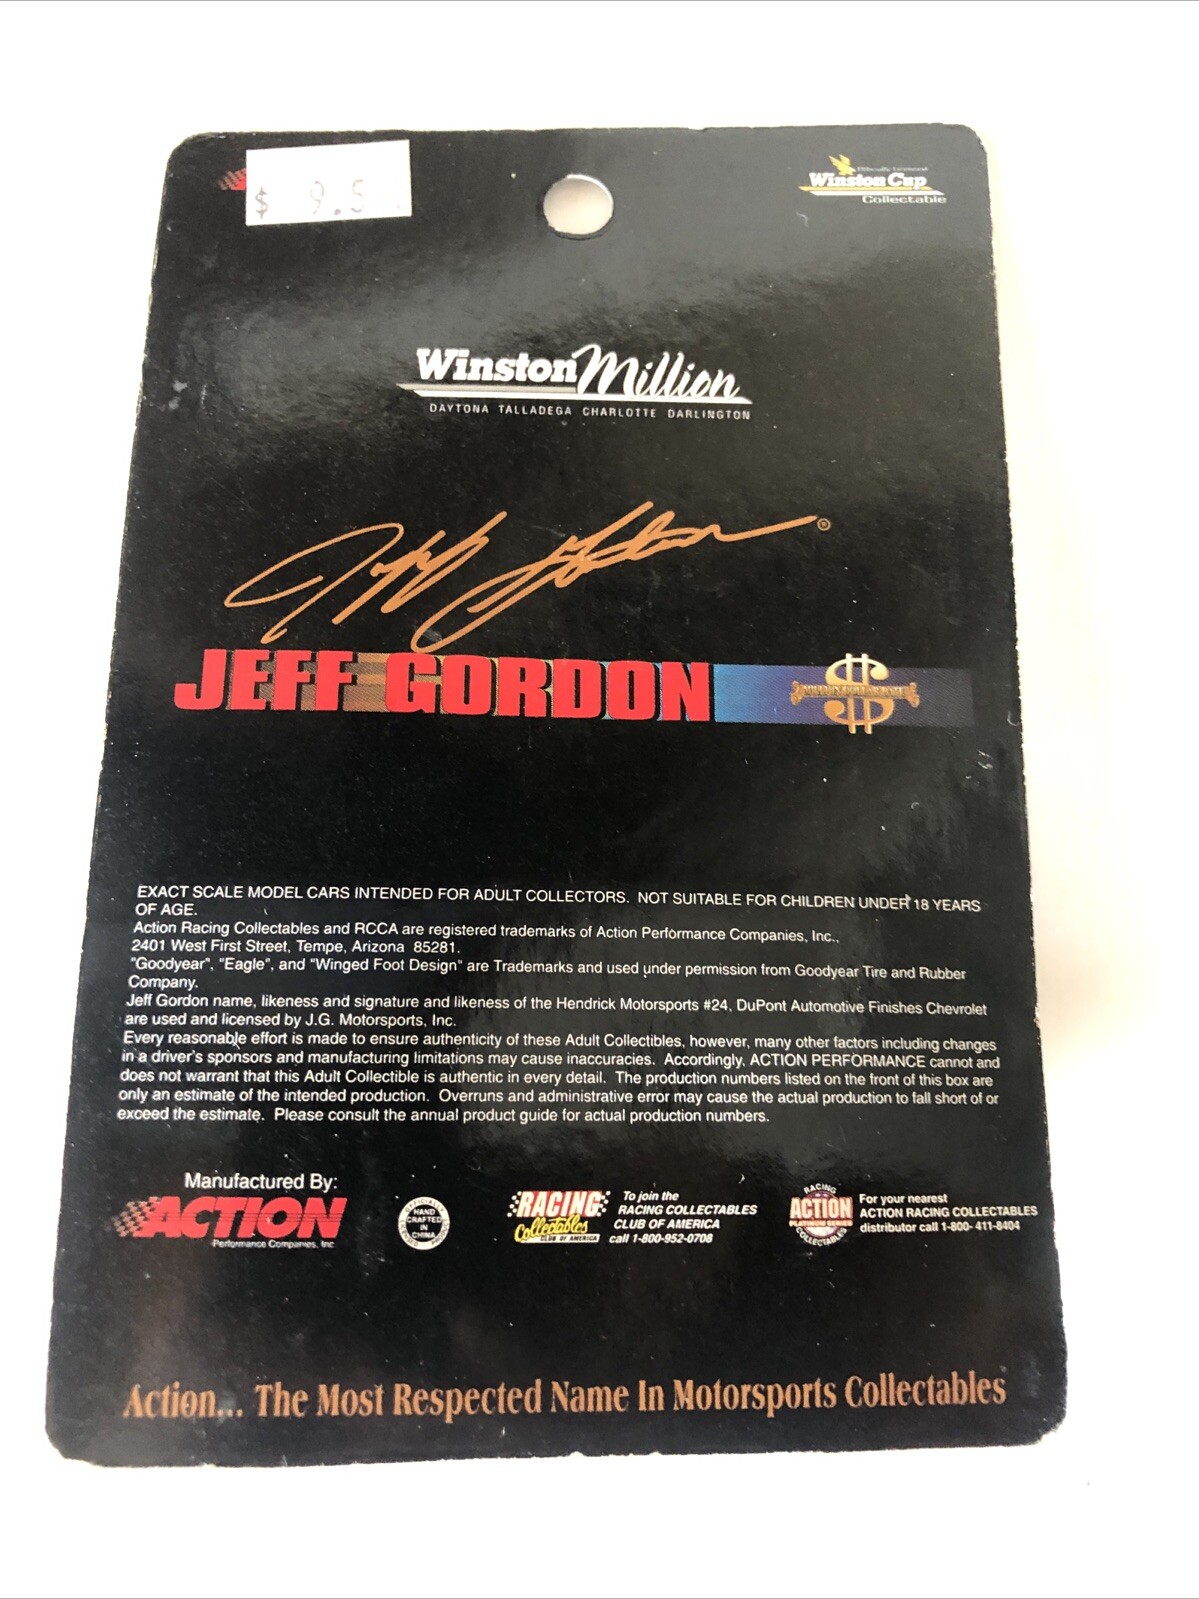 $ 9.5
Officially Licensed
Winston Cup
Collectable
Winston Million
DAYTONA TALLADEGA CHARLOTTE DARLINGTON
Jeff Gordon ®
JEFF GORDON
EXACT SCALE MODEL CARS INTENDED FOR ADULT COLLECTORS. NOT SUITABLE FOR CHILDREN UNDER 18 YEARS
OF AGE.
Action Racing Collectables and RCCA are registered trademarks of Action Performance Companies, Inc.,
2401 West First Street, Tempe, Arizona 85281.
"Goodyear", "Eagle", and "Winged Foot Design" are Trademarks and used under permission from Goodyear Tire and Rubber
Company.
Jeff Gordon name, likeness and signature and likeness of the Hendrick Motorsports #24, DuPont Automotive Finishes Chevrolet
are used and licensed by J.G. Motorsports, Inc.
Every reasonable effort is made to ensure authenticity of these Adult Collectibles, however, many other factors including changes
in a driver's sponsors and manufacturing limitations may cause inaccuracies. Accordingly, ACTION PERFORMANCE cannot and
does not warrant that this Adult Collectible is authentic in every detail. The production numbers listed on the front of this box are
only an estimate of the intended production. Overruns and administrative error may cause the actual production to fall short of or
exceed the estimate. Please consult the annual product guide for actual production numbers.
Manufactured By:
ACTION
Performance Companies, Inc.
HAND
CRAFTED
IN
CHINA
RACING
Collectables
CLUB OF AMERICA
To join the
RACING COLLECTABLES
CLUB OF AMERICA
call 1-800-952-0708
RACING
ACTION
PLATINUM SERIES
COLLECTABLES
For your nearest
ACTION RACING COLLECTABLES
distributor call 1-800- 411-8404
Action... The Most Respected Name In Motorsports Collectables